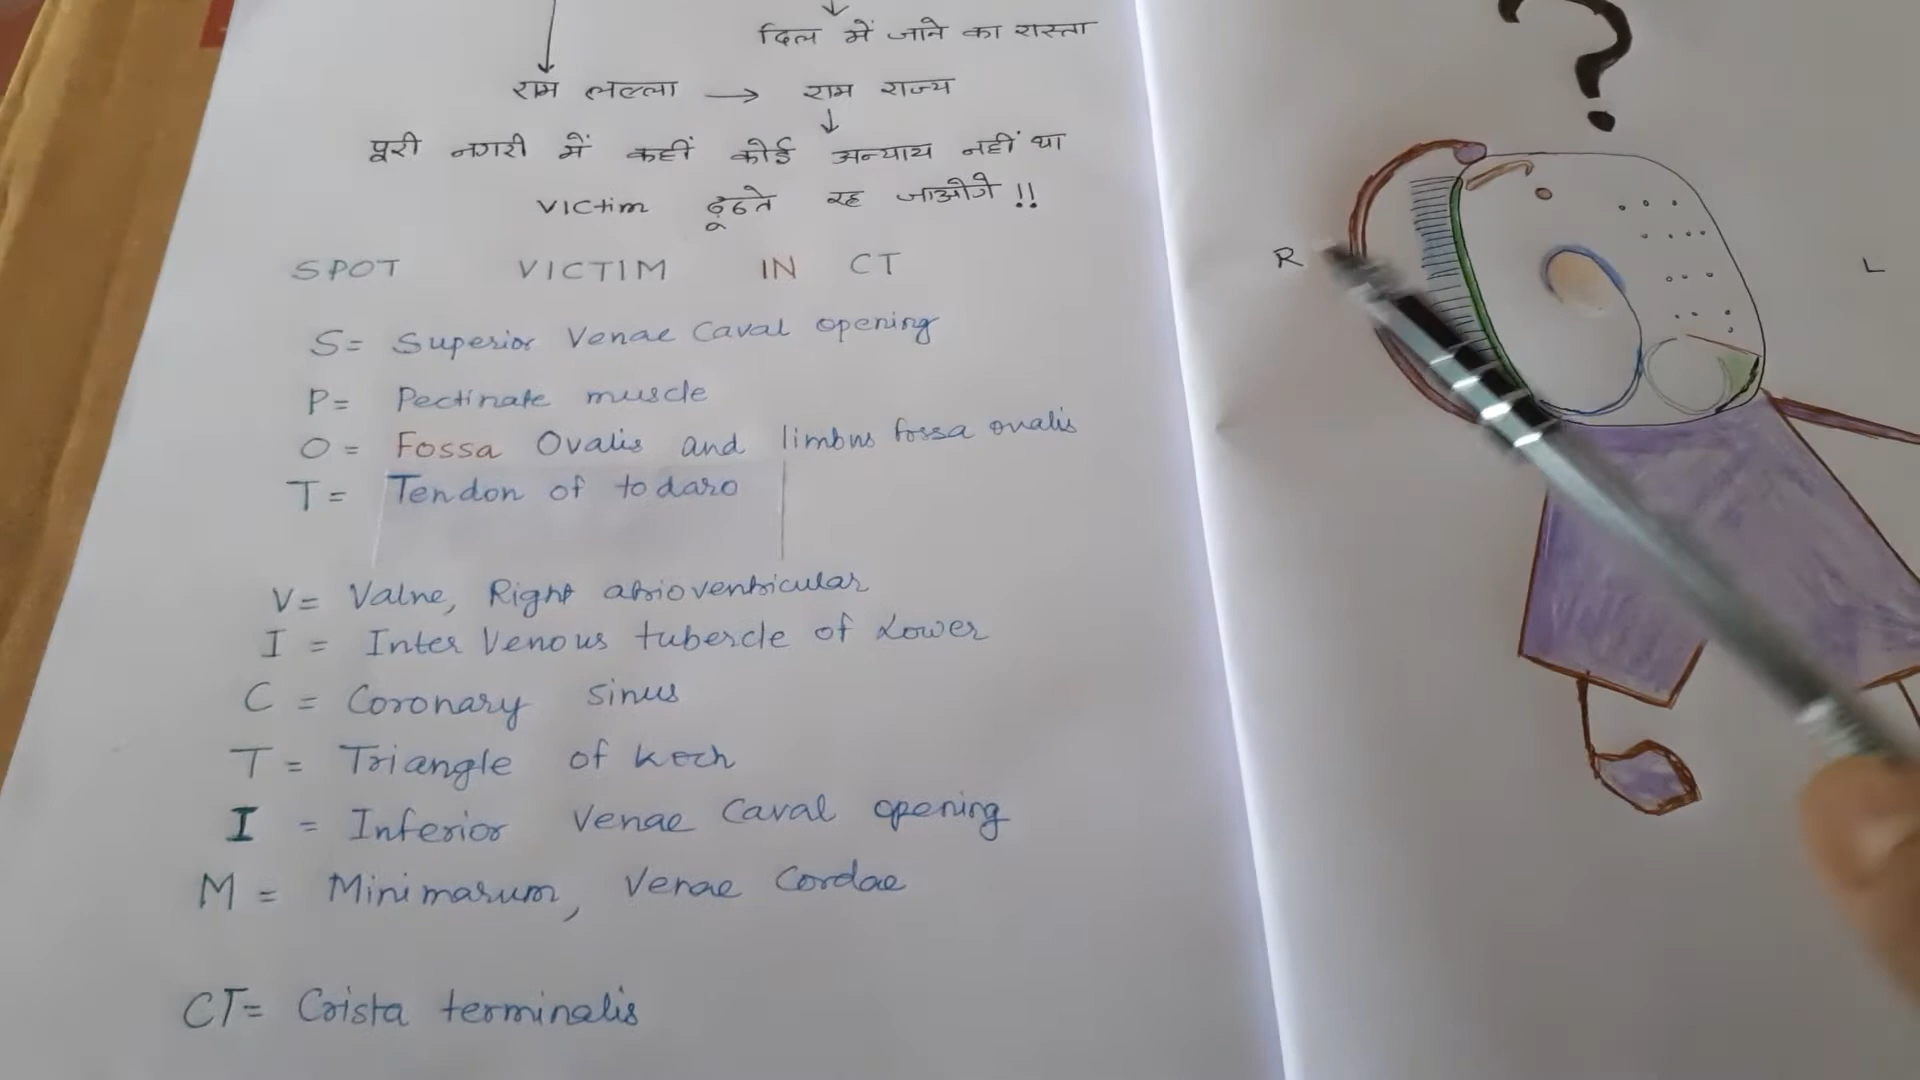 दिल में जाने का रास्ता
राम लल्ला → राम राज्य
पूरी नगरी में कहीं कोई अन्याय नहीं था
VICtim ढूंढते रह जाओगे !!
SPOT VICTIM IN CT
S= Superior Venae Caval opening
P= Pectinate muscle
O= Fossa Ovalis and limbus fossa ovalis
T= Tendon of todaro
V= Valve, Right atrioventricular
I = Inter Venous tubercle of Lower
C = Coronary sinus
T = Triangle of Koch
I = Inferior Venae Caval opening
M = Minimarum, Venae Cordae
CT= Crista terminalis
?
R
L